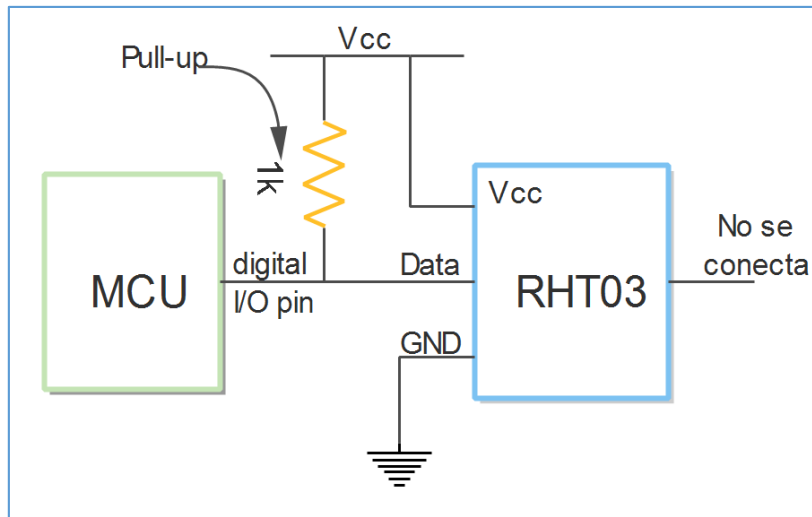 Vcc
Pull-up
1k
Vcc
No se
conecta
MCU
digital
I/O pin
Data
RHT03
GND